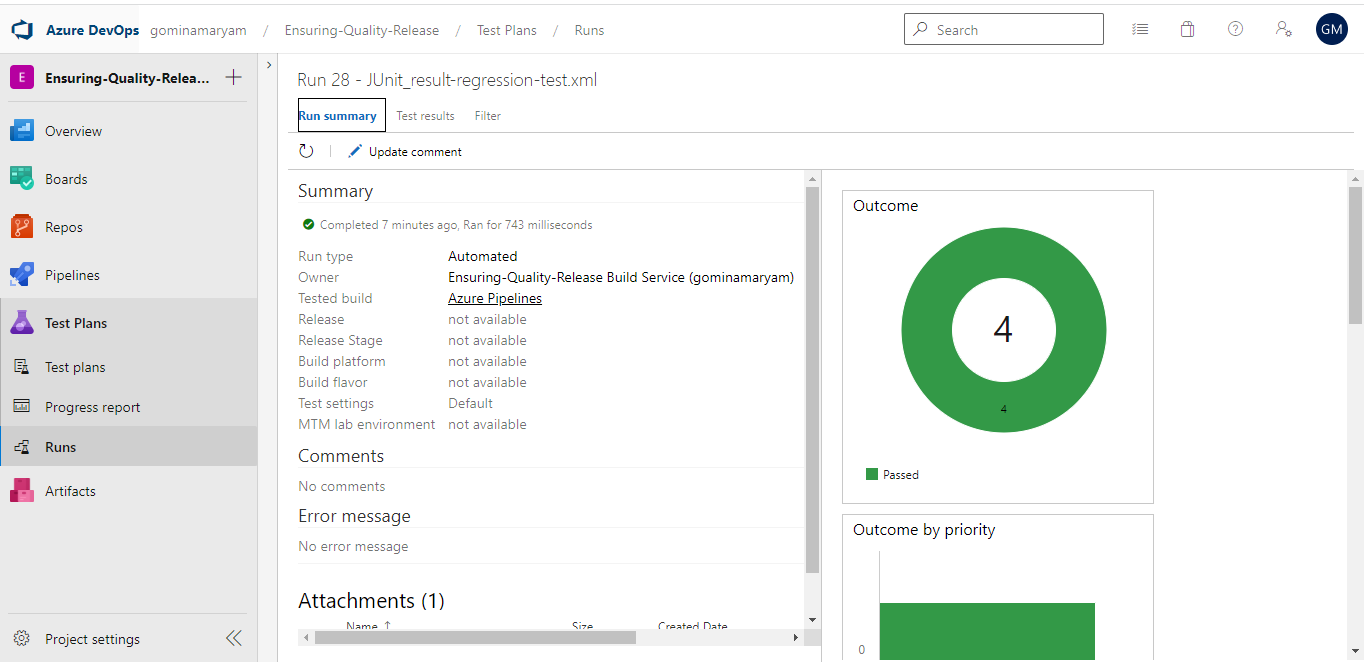 Azure DevOps gominamaryam / Ensuring-Quality-Release / Test Plans / Runs
Search
GM
E Ensuring-Quality-Relea...
Overview
Boards
Repos
Pipelines
Test Plans
Test plans
Progress report
Runs
Artifacts
Project settings
Run 28 - JUnit_result-regression-test.xml
Run summary Test results Filter
Update comment
Summary
Completed 7 minutes ago, Ran for 743 milliseconds
Run type Automated
Owner Ensuring-Quality-Release Build Service (gominamaryam)
Tested build Azure Pipelines
Release not available
Release Stage not available
Build platform not available
Build flavor not available
Test settings Default
MTM lab environment not available
Comments
No comments
Error message
No error message
Attachments (1)
Name ↑ Size Created Date
Outcome
4
4
Passed
Outcome by priority
0